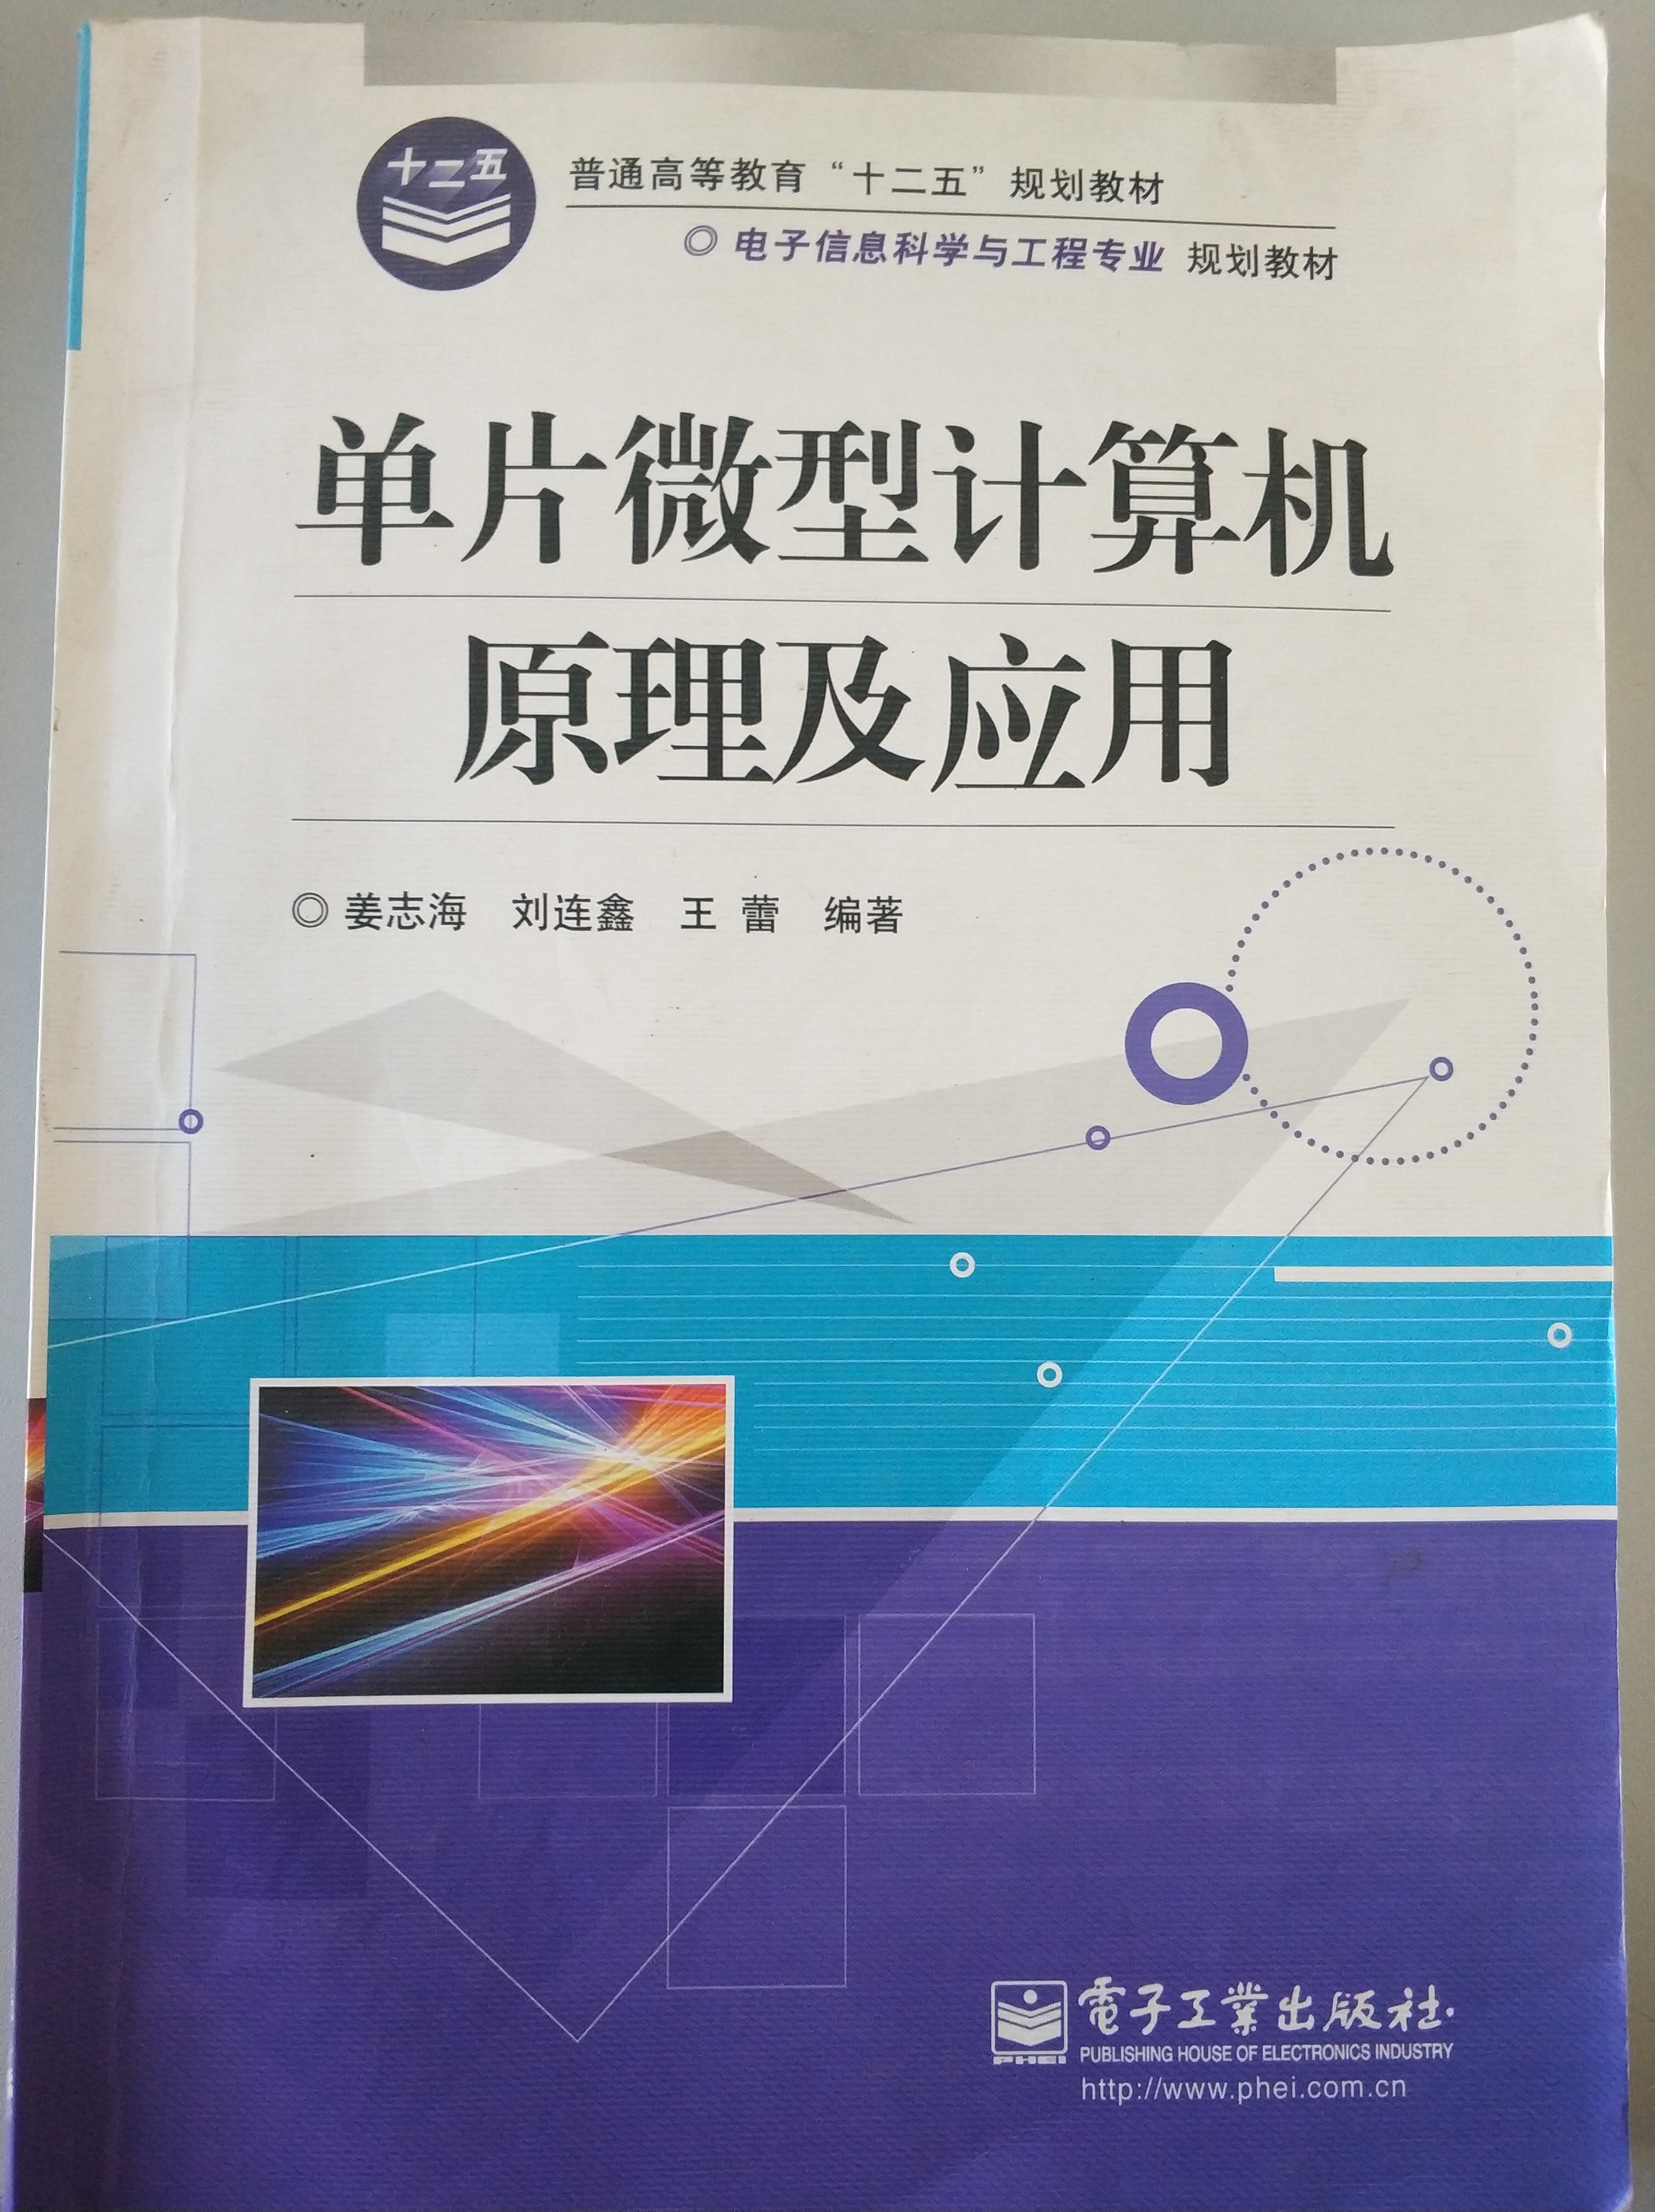 十二五
普通高等教育“十二五”规划教材
◎ 电子信息科学与工程专业 规划教材
单片微型计算机
原理及应用
◎ 姜志海 刘连鑫 王 蕾 编著
電子工業出版社
PHEI
PUBLISHING HOUSE OF ELECTRONICS INDUSTRY
http://www.phei.com.cn